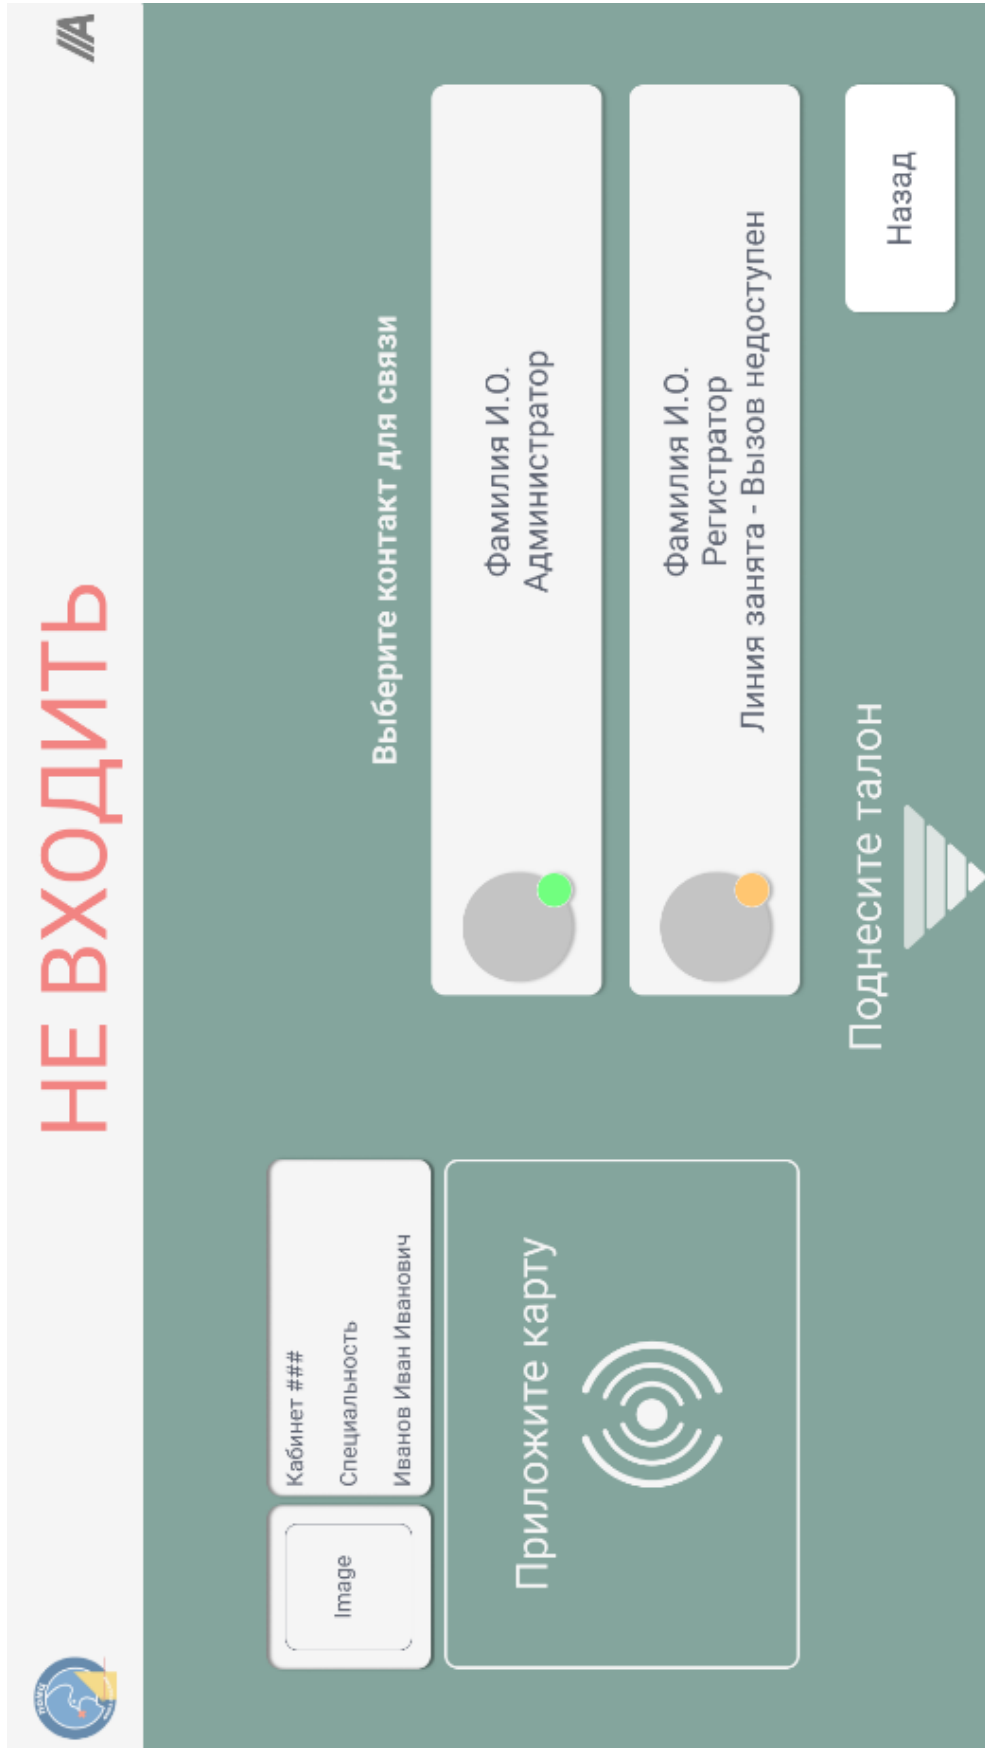 НЕ ВХОДИТЬ
Image
Кабинет ###
Специальность
Иванов Иван Иванович
Приложите карту
Выберите контакт для связи
Фамилия И.О.
Администратор
Фамилия И.О.
Регистратор
Линия занята - Вызов недоступен
Поднесите талон
Назад